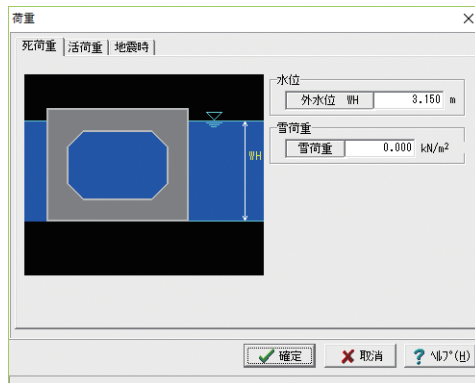 荷重
死荷重 活荷重 地震時
水位
外水位 WH 3.150 m
雪荷重
雪荷重 0.000 kN/m²
WH
確定 取消 ヘルプ(H)